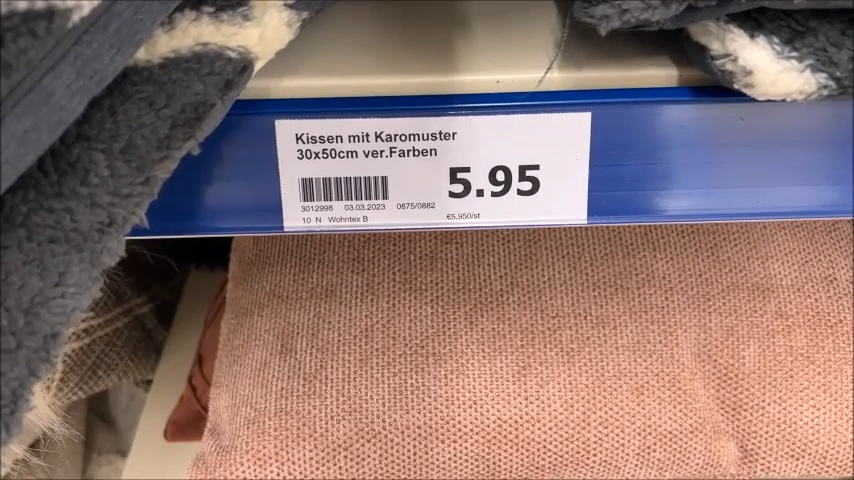 Kissen mit Karomuster
30x50cm ver.Farben
5.95
3012998 03.03.2023 0875/0882
10 N Wohntex B €5,950/st